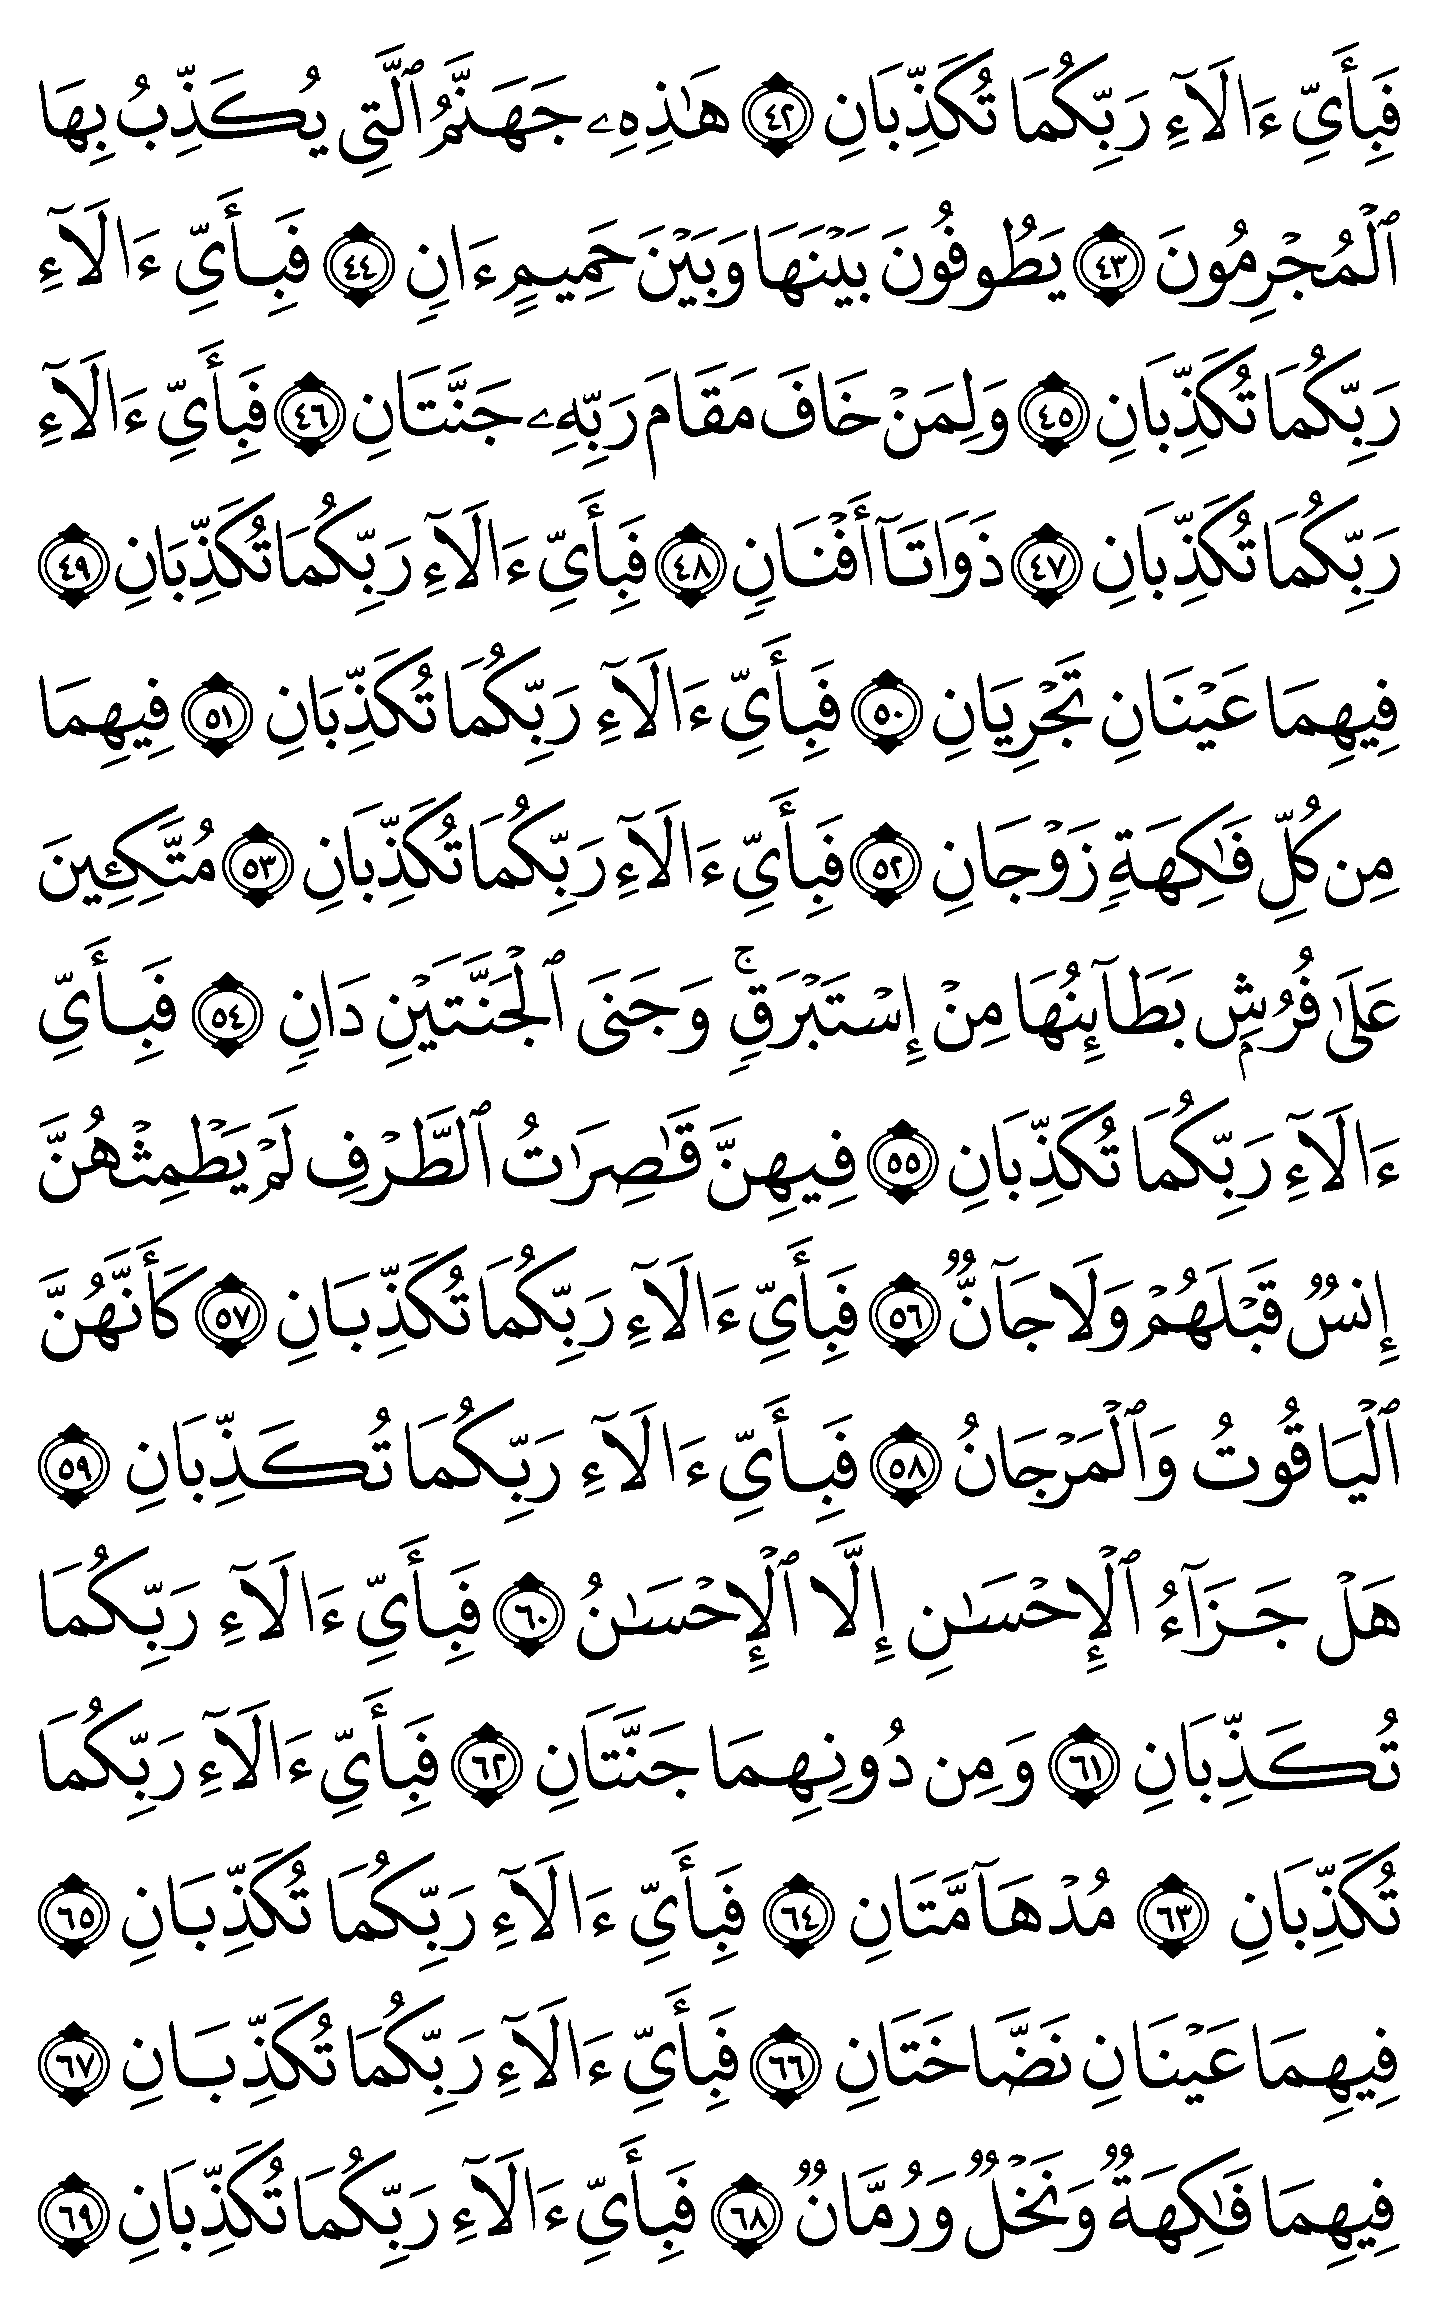 فَبِأَيِّ ءَالَآءِ رَبِّكُمَا تُكَذِّبَانِ ٤٢ هَٰذِهِۦ جَهَنَّمُ ٱلَّتِي يُكَذِّبُ بِهَا
ٱلْمُجْرِمُونَ ٤٣ يَطُوفُونَ بَيْنَهَا وَبَيْنَ حَمِيمٍ ءَانٍ ٤٤ فَبِأَيِّ ءَالَآءِ
رَبِّكُمَا تُكَذِّبَانِ ٤٥ وَلِمَنْ خَافَ مَقَامَ رَبِّهِۦ جَنَّتَانِ ٤٦ فَبِأَيِّ ءَالَآءِ
رَبِّكُمَا تُكَذِّبَانِ ٤٧ ذَوَاتَآ أَفْنَانٍ ٤٨ فَبِأَيِّ ءَالَآءِ رَبِّكُمَا تُكَذِّبَانِ ٤٩
فِيهِمَا عَيْنَانِ تَجْرِيَانِ ٥٠ فَبِأَيِّ ءَالَآءِ رَبِّكُمَا تُكَذِّبَانِ ٥١ فِيهِمَا
مِن كُلِّ فَٰكِهَةٍ زَوْجَانِ ٥٢ فَبِأَيِّ ءَالَآءِ رَبِّكُمَا تُكَذِّبَانِ ٥٣ مُتَّكِـِٔينَ
عَلَىٰ فُرُشٍۭ بَطَآئِنُهَا مِنْ إِسْتَبْرَقٍۚ وَجَنَى ٱلْجَنَّتَيْنِ دَانٍ ٥٤ فَبِأَيِّ
ءَالَآءِ رَبِّكُمَا تُكَذِّبَانِ ٥٥ فِيهِنَّ قَٰصِرَٰتُ ٱلطَّرْفِ لَمْ يَطْمِثْهُنَّ
إِنسٌ قَبْلَهُمْ وَلَا جَآنٌّ ٥٦ فَبِأَيِّ ءَالَآءِ رَبِّكُمَا تُكَذِّبَانِ ٥٧ كَأَنَّهُنَّ
ٱلْيَاقُوتُ وَٱلْمَرْجَانُ ٥٨ فَبِأَيِّ ءَالَآءِ رَبِّكُمَا تُكَذِّبَانِ ٥٩
هَلْ جَزَآءُ ٱلْإِحْسَٰنِ إِلَّا ٱلْإِحْسَٰنُ ٦٠ فَبِأَيِّ ءَالَآءِ رَبِّكُمَا
تُكَذِّبَانِ ٦١ وَمِن دُونِهِمَا جَنَّتَانِ ٦٢ فَبِأَيِّ ءَالَآءِ رَبِّكُمَا
تُكَذِّبَانِ ٦٣ مُدْهَآمَّتَانِ ٦٤ فَبِأَيِّ ءَالَآءِ رَبِّكُمَا تُكَذِّبَانِ ٦٥
فِيهِمَا عَيْنَانِ نَضَّاخَتَانِ ٦٦ فَبِأَيِّ ءَالَآءِ رَبِّكُمَا تُكَذِّبَانِ ٦٧
فِيهِمَا فَٰكِهَةٌ وَنَخْلٌ وَرُمَّانٌ ٦٨ فَبِأَيِّ ءَالَآءِ رَبِّكُمَا تُكَذِّبَانِ ٦٩